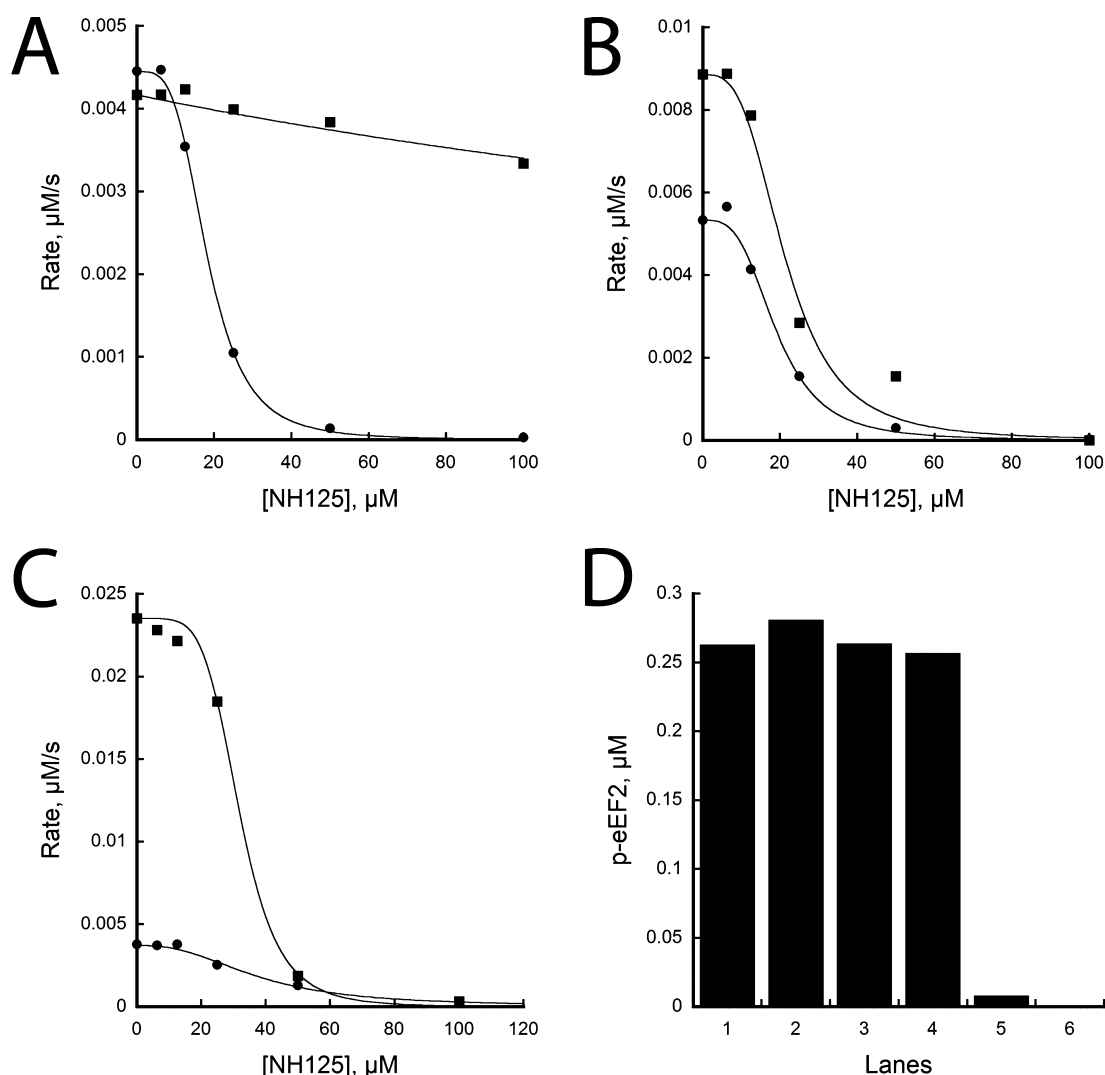 A
0.005
0.004
0.003
0.002
0.001
0
Rate, µM/s
0 20 40 60 80 100
[NH125], µM
B
0.01
0.008
0.006
0.004
0.002
0
Rate, µM/s
0 20 40 60 80 100
[NH125], µM
C
0.025
0.02
0.015
0.01
0.005
0
Rate, µM/s
0 20 40 60 80 100 120
[NH125], µM
D
0.3
0.25
0.2
0.15
0.1
0.05
0
p-eEF2, µM
1 2 3 4 5 6
Lanes